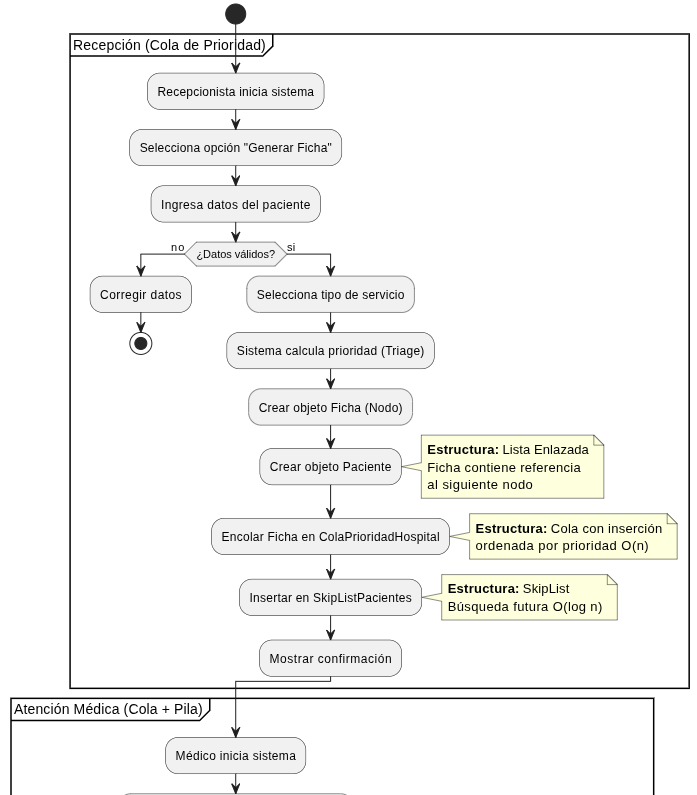 Recepción (Cola de Prioridad)
Recepcionista inicia sistema
Selecciona opción "Generar Ficha"
Ingresa datos del paciente
no
¿Datos válidos?
si
Corregir datos
Selecciona tipo de servicio
Sistema calcula prioridad (Triage)
Crear objeto Ficha (Nodo)
Crear objeto Paciente
Estructura: Lista Enlazada
Ficha contiene referencia
al siguiente nodo
Encolar Ficha en ColaPrioridadHospital
Estructura: Cola con inserción
ordenada por prioridad O(n)
Insertar en SkipListPacientes
Estructura: SkipList
Búsqueda futura O(log n)
Mostrar confirmación
Atención Médica (Cola + Pila)
Médico inicia sistema